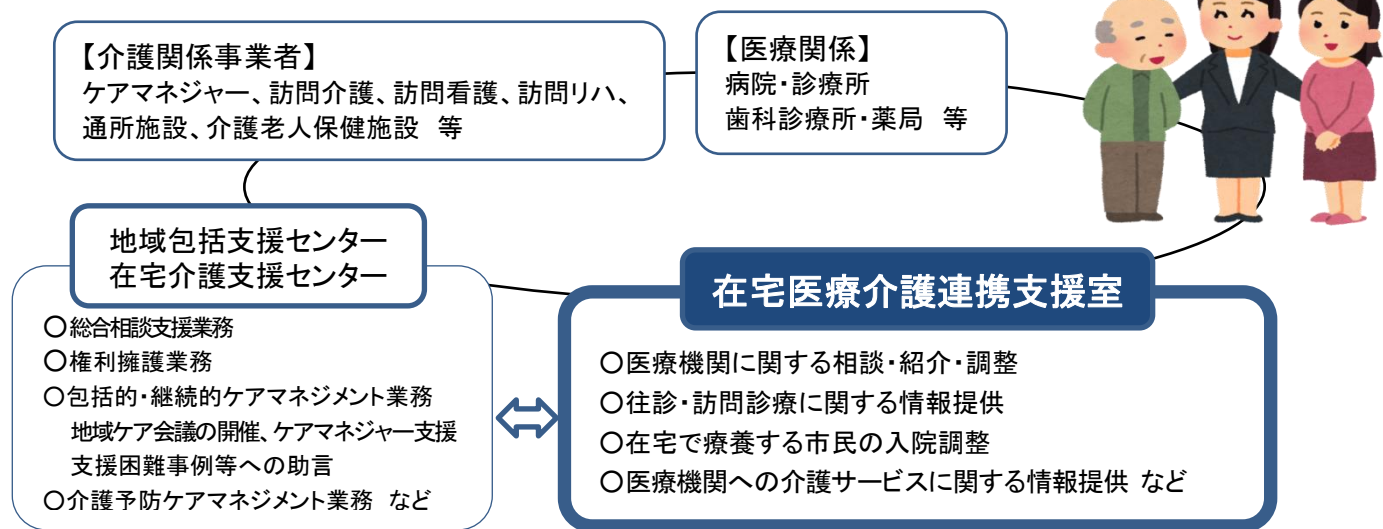 【介護関係事業者】
ケアマネジャー、訪問介護、訪問看護、訪問リハ、
通所施設、介護老人保健施設 等
【医療関係】
病院・診療所
歯科診療所・薬局 等
地域包括支援センター
在宅介護支援センター
○総合相談支援業務
○権利擁護業務
○包括的・継続的ケアマネジメント業務
地域ケア会議の開催、ケアマネジャー支援
支援困難事例等への助言
○介護予防ケアマネジメント業務 など
在宅医療介護連携支援室
○医療機関に関する相談・紹介・調整
○往診・訪問診療に関する情報提供
○在宅で療養する市民の入院調整
○医療機関への介護サービスに関する情報提供 など